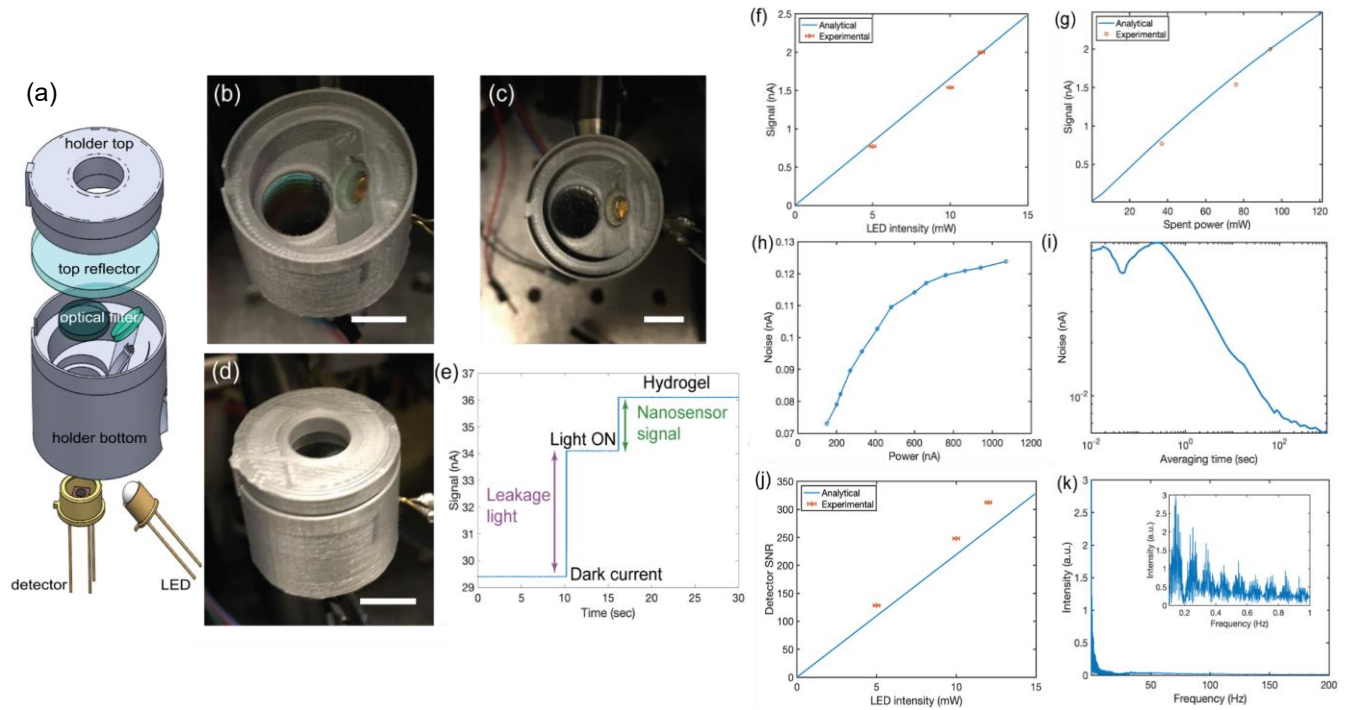 (a)
holder top
top reflector
optical filter
holder bottom
detector
LED
(b)
(c)
(d)
(e)
37
36
35
34
33
32
31
30
29
Signal (nA)
Hydrogel
Nanosensor
signal
Light ON
Leakage
light
Dark current
0
5
10
15
20
25
30
Time (sec)
(f)
2.5
2
1.5
1
0.5
0
Signal (nA)
Analytical
Experimental
0
5
10
15
LED intensity (mW)
(g)
2.5
2
1.5
1
0.5
Signal (nA)
Analytical
Experimental
20
40
60
80
100
120
Spent power (mW)
(h)
0.13
0.12
0.11
0.1
0.09
0.08
0.07
Noise (nA)
0
200
400
600
800
1000
1200
Power (nA)
(i)
10⁻²
Noise (nA)
10⁻²
10⁰
10²
Averaging time (sec)
(j)
350
300
250
200
150
100
50
0
Detector SNR
Analytical
Experimental
0
5
10
15
LED intensity (mW)
(k)
3
2.5
2
1.5
1
0.5
0
Intensity (a.u.)
50
100
150
200
Frequency (Hz)
3
2.5
2
1.5
1
0.5
0
Intensity (a.u.)
0.2
0.4
0.6
0.8
1
Frequency (Hz)